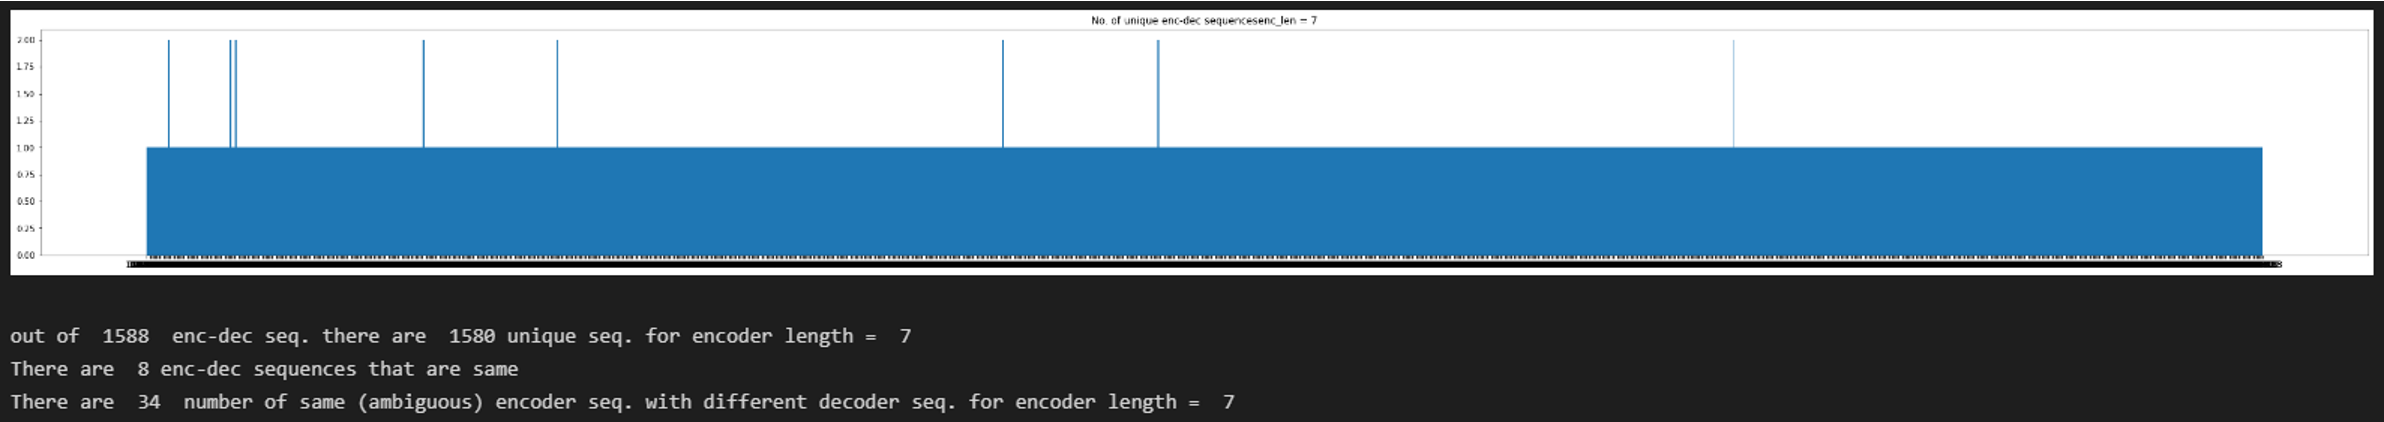 No. of unique enc-dec sequencesenc_len = 7
2.00
1.75
1.50
1.25
1.00
0.75
0.50
0.25
0.00
out of  1588  enc-dec seq. there are  1580 unique seq. for encoder length =  7
There are  8 enc-dec sequences that are same
There are  34  number of same (ambiguous) encoder seq. with different decoder seq. for encoder length =  7